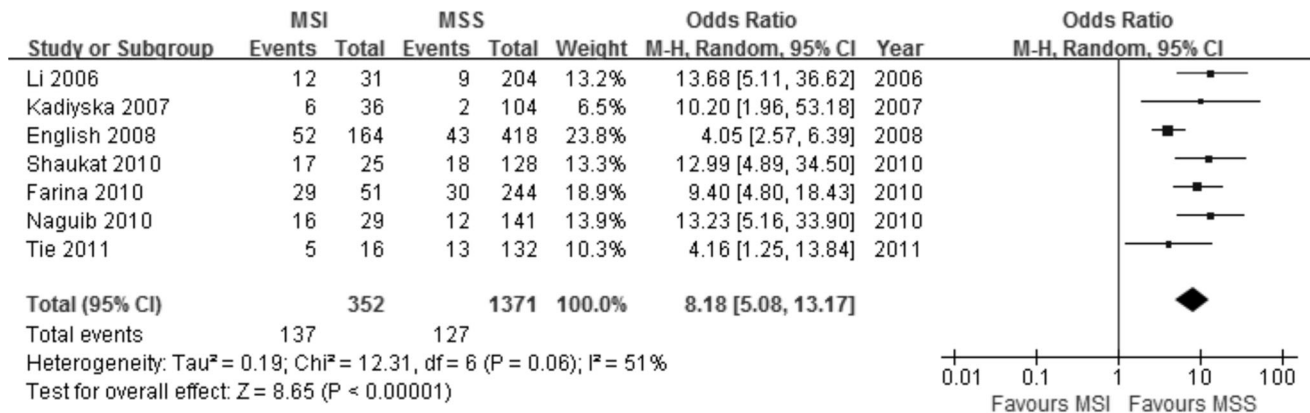 MSI MSS Odds Ratio Odds Ratio
Study or Subgroup Events Total Events Total Weight M-H, Random, 95% CI Year M-H, Random, 95% CI
Li 2006 12 31 9 204 13.2% 13.68 [5.11, 36.62] 2006
Kadiyska 2007 6 36 2 104 6.5% 10.20 [1.96, 53.18] 2007
English 2008 52 164 43 418 23.8% 4.05 [2.57, 6.39] 2008
Shaukat 2010 17 25 18 128 13.3% 12.99 [4.89, 34.50] 2010
Farina 2010 29 51 30 244 18.9% 9.40 [4.80, 18.43] 2010
Naguib 2010 16 29 12 141 13.9% 13.23 [5.16, 33.90] 2010
Tie 2011 5 16 13 132 10.3% 4.16 [1.25, 13.84] 2011
Total (95% CI) 352 1371 100.0% 8.18 [5.08, 13.17]
Total events 137 127
Heterogeneity: Tau² = 0.19; Chi² = 12.31, df = 6 (P = 0.06); I² = 51%
Test for overall effect: Z = 8.65 (P < 0.00001)
0.01 0.1 1 10 100
Favours MSI Favours MSS